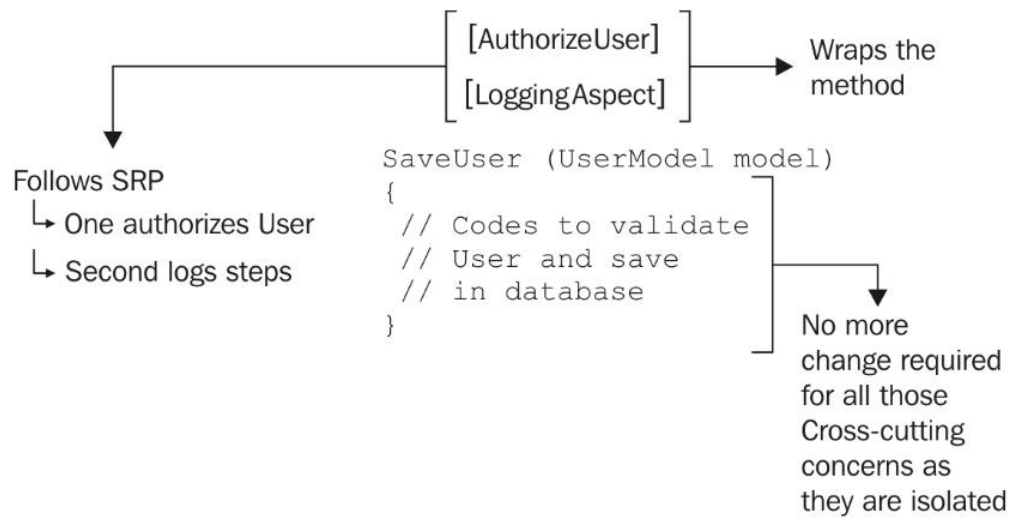 [AuthorizeUser]
[LoggingAspect]
Wraps the
method
Follows SRP
One authorizes User
Second logs steps
SaveUser (UserModel model)
{
// Codes to validate
// User and save
// in database
}
No more
change required
for all those
Cross-cutting
concerns as
they are isolated